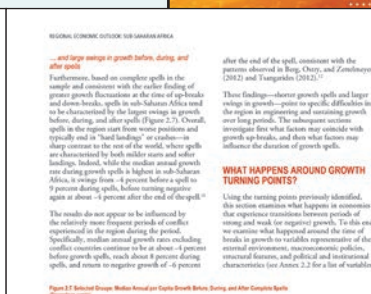 REGIONAL ECONOMIC OUTLOOK: SUB-SAHARAN AFRICA
... and large swings in growth before, during, and
after spells
Furthermore, based on complete spells in the
sample and consistent with the earlier finding of
greater growth fluctuations at the time of up-breaks
and down-breaks, spells in sub-Saharan Africa tend
to be characterized by the largest swings in growth
before, during, and after spells (Figure 2.7). Overall,
spells in the region start from worse positions and
typically end in "hard landings" or crashes—in
sharp contrast to the rest of the world, where spells
are characterized by both milder starts and softer
landings. Indeed, while the median annual growth
rate during growth spells is highest in sub-Saharan
Africa, it swings from –4 percent before a spell to
9 percent during spells, before turning negative
again at about –4 percent after the end of the spell.
The results do not appear to be influenced by
the relatively more frequent periods of conflict
experienced in the region during the period.
Specifically, median annual growth rates excluding
conflict countries continue to be at about –4 percent
before growth spells, reach about 8 percent during
spells, and return to negative growth of –6 percent
after the end of the spell, consistent with the
patterns observed in Berg, Ostry, and Zettelmeyer
(2012) and Tsangarides (2012).
These findings—shorter growth spells and larger
swings in growth—point to specific difficulties in
the region in engineering and sustaining growth
over long periods. The subsequent sections
investigate first what factors may coincide with
growth up-breaks, and then what factors may
influence the duration of growth spells.
WHAT HAPPENS AROUND GROWTH
TURNING POINTS?
Using the turning points previously identified,
this section examines what happens in economies
that experience transitions between periods of
strong and weak (or negative) growth. To this end
we examine what happened around the time of
breaks in growth to variables representative of the
external environment, macroeconomic policies,
structural features, and political and institutional
characteristics (see Annex 2.2 for a list of variables
Figure 2.7. Selected Groups: Median Annual per Capita Growth Before, During, and After Complete Spells